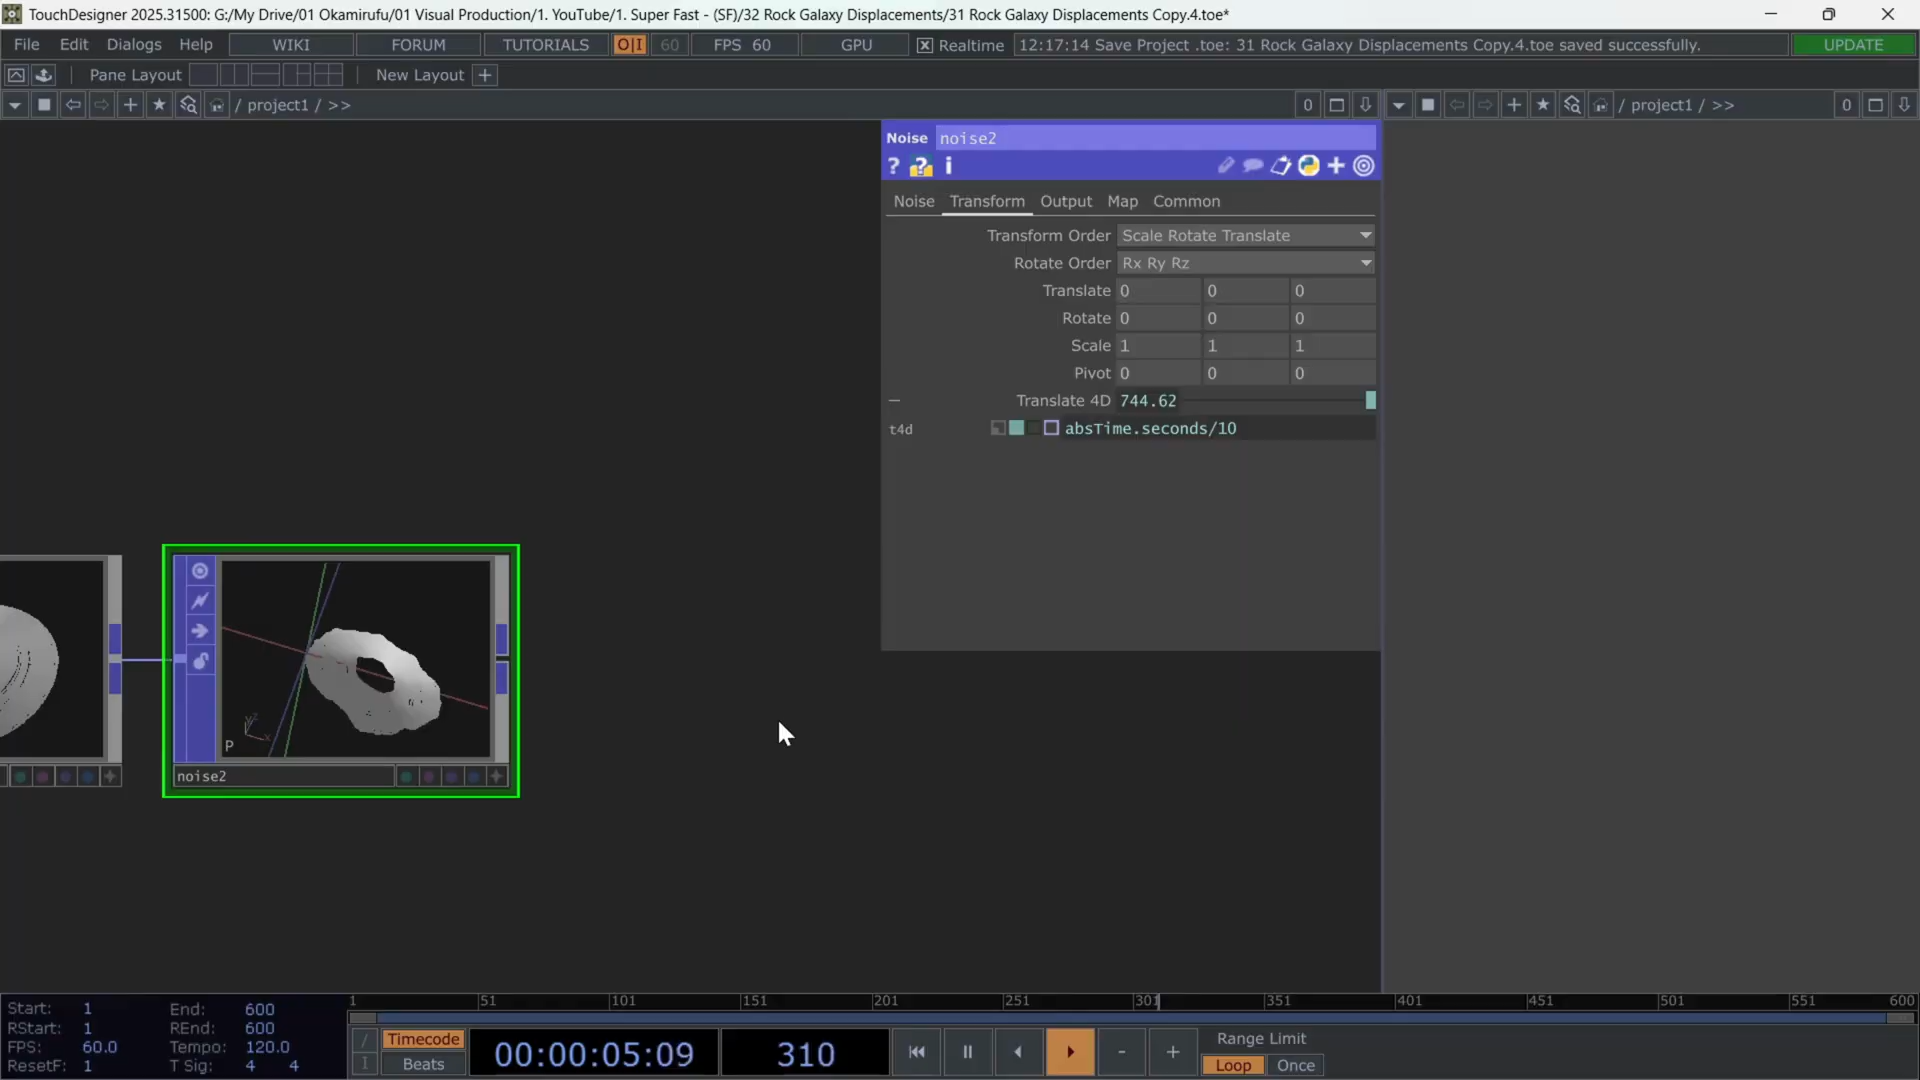 TouchDesigner 2025.31500: G:/My Drive/01 Okamirufu/01 Visual Production/1. YouTube/1. Super Fast - (SF)/32 Rock Galaxy Displacements/31 Rock Galaxy Displacements Copy.4.toe*
File Edit Dialogs Help WIKI FORUM TUTORIALS O|I 60 FPS 60 GPU Realtime 12:17:14 Save Project .toe: 31 Rock Galaxy Displacements Copy.4.toe saved successfully. UPDATE
Pane Layout New Layout +
/ project1 / >> 0 / project1 / >> 0
Noise noise2
? ? i
Noise Transform Output Map Common
Transform Order Scale Rotate Translate
Rotate Order Rx Ry Rz
Translate 0 0 0
Rotate 0 0 0
Scale 1 1 1
Pivot 0 0 0
Translate 4D 744.62
t4d absTime.seconds/10
P
noise2
1 51 101 151 201 251 301 351 401 451 501 551 600
Start: 1 End: 600
RStart: 1 REnd: 600
FPS: 60.0 Tempo: 120.0
ResetF: 1 T Sig: 4 4
Timecode
Beats
00:00:05:09 310
- +
Range Limit
Loop Once